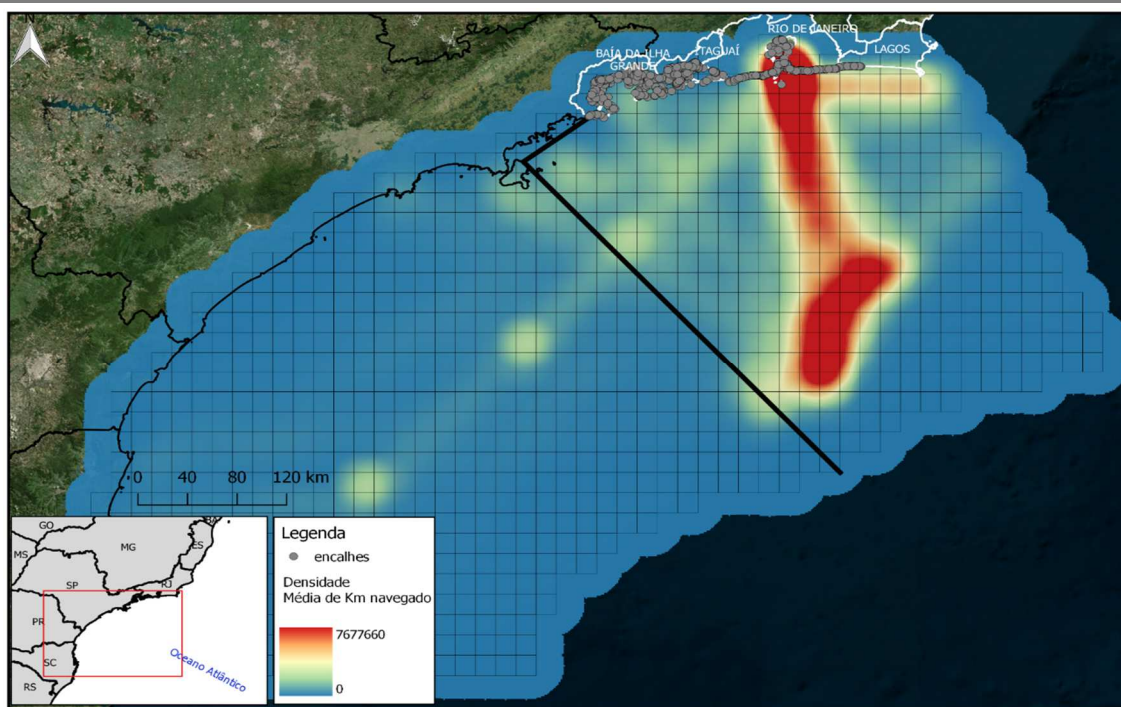 N
RIO DE JANEIRO
BAÍA DA ILHA
GRANDE
ITAGUAÍ
LAGOS
0 40 80 120 km
GO
MS
MG
ES
SP
RJ
PR
SC
RS
Oceano Atlântico
Legenda
encalhes
Densidade
Média de Km navegado
7677660
0